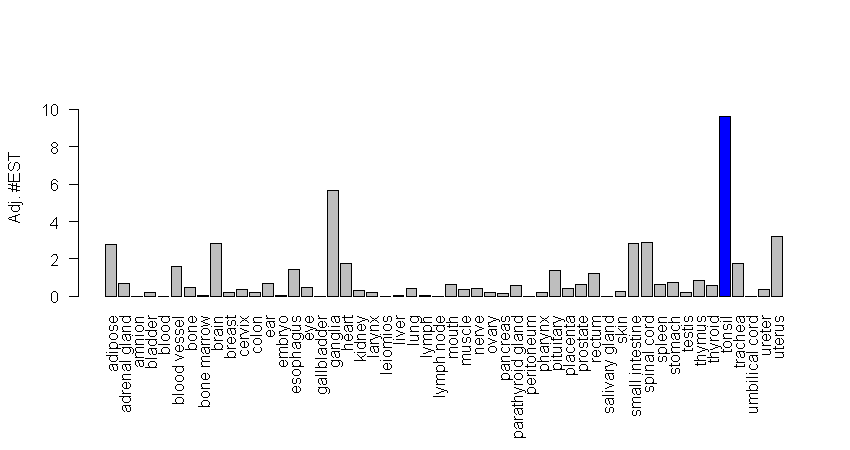 Adj. #EST
10
8
6
4
2
0
adipose
adrenal gland
amnion
bladder
blood
blood vessel
bone
bone marrow
brain
breast
cervix
colon
ear
embryo
esophagus
eye
gallbladder
ganglia
heart
kidney
larynx
leiomios
liver
lung
lymph
lymph node
mouth
muscle
nerve
ovary
pancreas
parathyroid gland
peritoneum
pharynx
pituitary
placenta
prostate
rectum
salivary gland
skin
small intestine
spinal cord
spleen
stomach
testis
thymus
thyroid
tonsil
trachea
umbilical cord
ureter
uterus